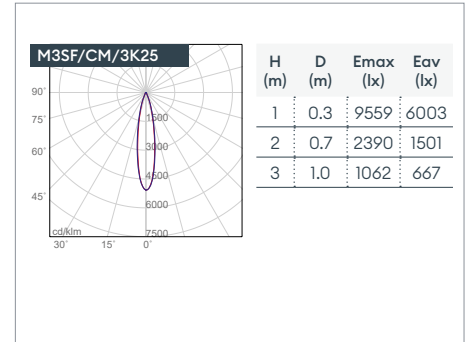 M3SF/CM/3K25
90°
75°
60°
45°
30° 15° 0°
1500
3000
4500
6000
7500
cd/klm
H D Emax Eav
(m) (m) (lx) (lx)
1 0.3 9559 6003
2 0.7 2390 1501
3 1.0 1062 667